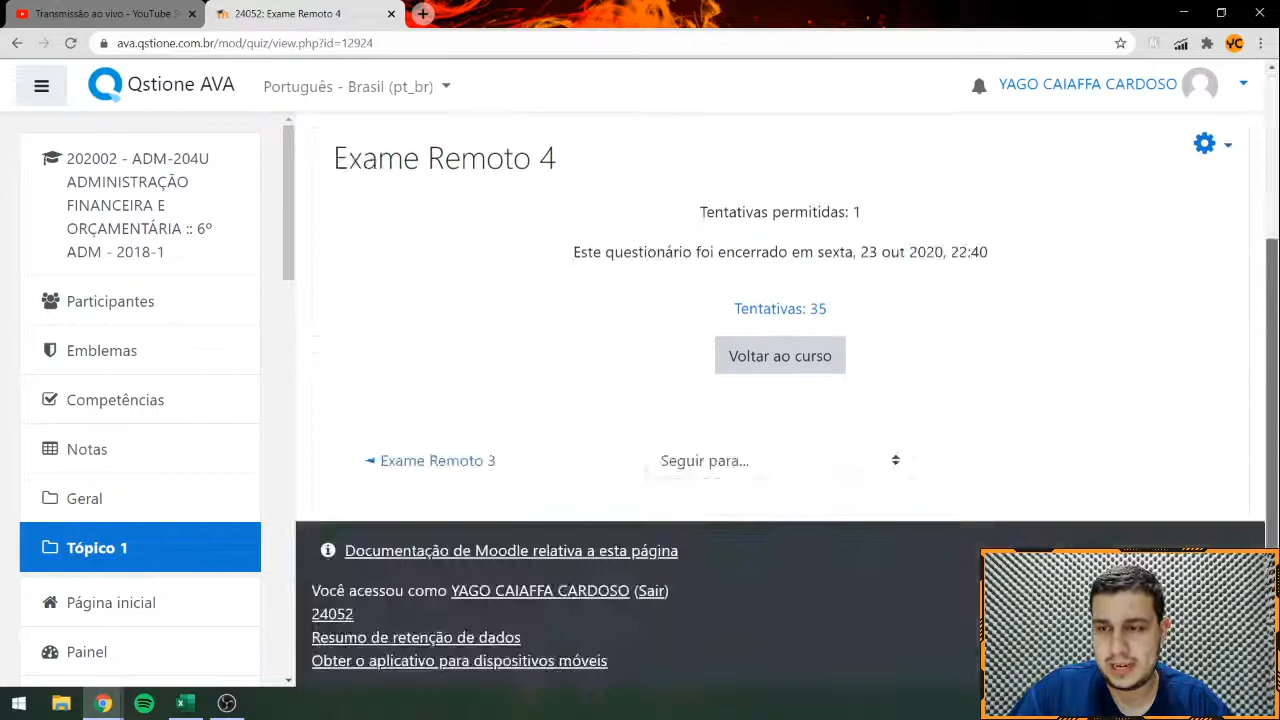 Transmissão ao vivo - YouTube
24052: Exame Remoto 4
ava.qstione.com.br/mod/quiz/view.php?id=12924
YC
Qstione AVA
Português - Brasil (pt_br)
YAGO CAIAFFA CARDOSO
202002 - ADM-204U
ADMINISTRAÇÃO
FINANCEIRA E
ORÇAMENTÁRIA :: 6º
ADM - 2018-1
Participantes
Emblemas
Competências
Notas
Geral
Tópico 1
Página inicial
Painel
Exame Remoto 4
Tentativas permitidas: 1
Este questionário foi encerrado em sexta, 23 out 2020, 22:40
Tentativas: 35
Voltar ao curso
◄ Exame Remoto 3
Seguir para...
Documentação de Moodle relativa a esta página
Você acessou como YAGO CAIAFFA CARDOSO (Sair)
24052
Resumo de retenção de dados
Obter o aplicativo para dispositivos móveis